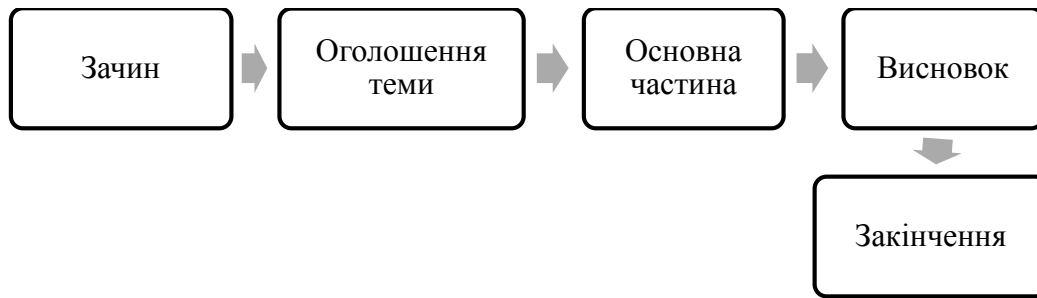 Зачин
Оголошення
теми
Основна
частина
Висновок
Закінчення